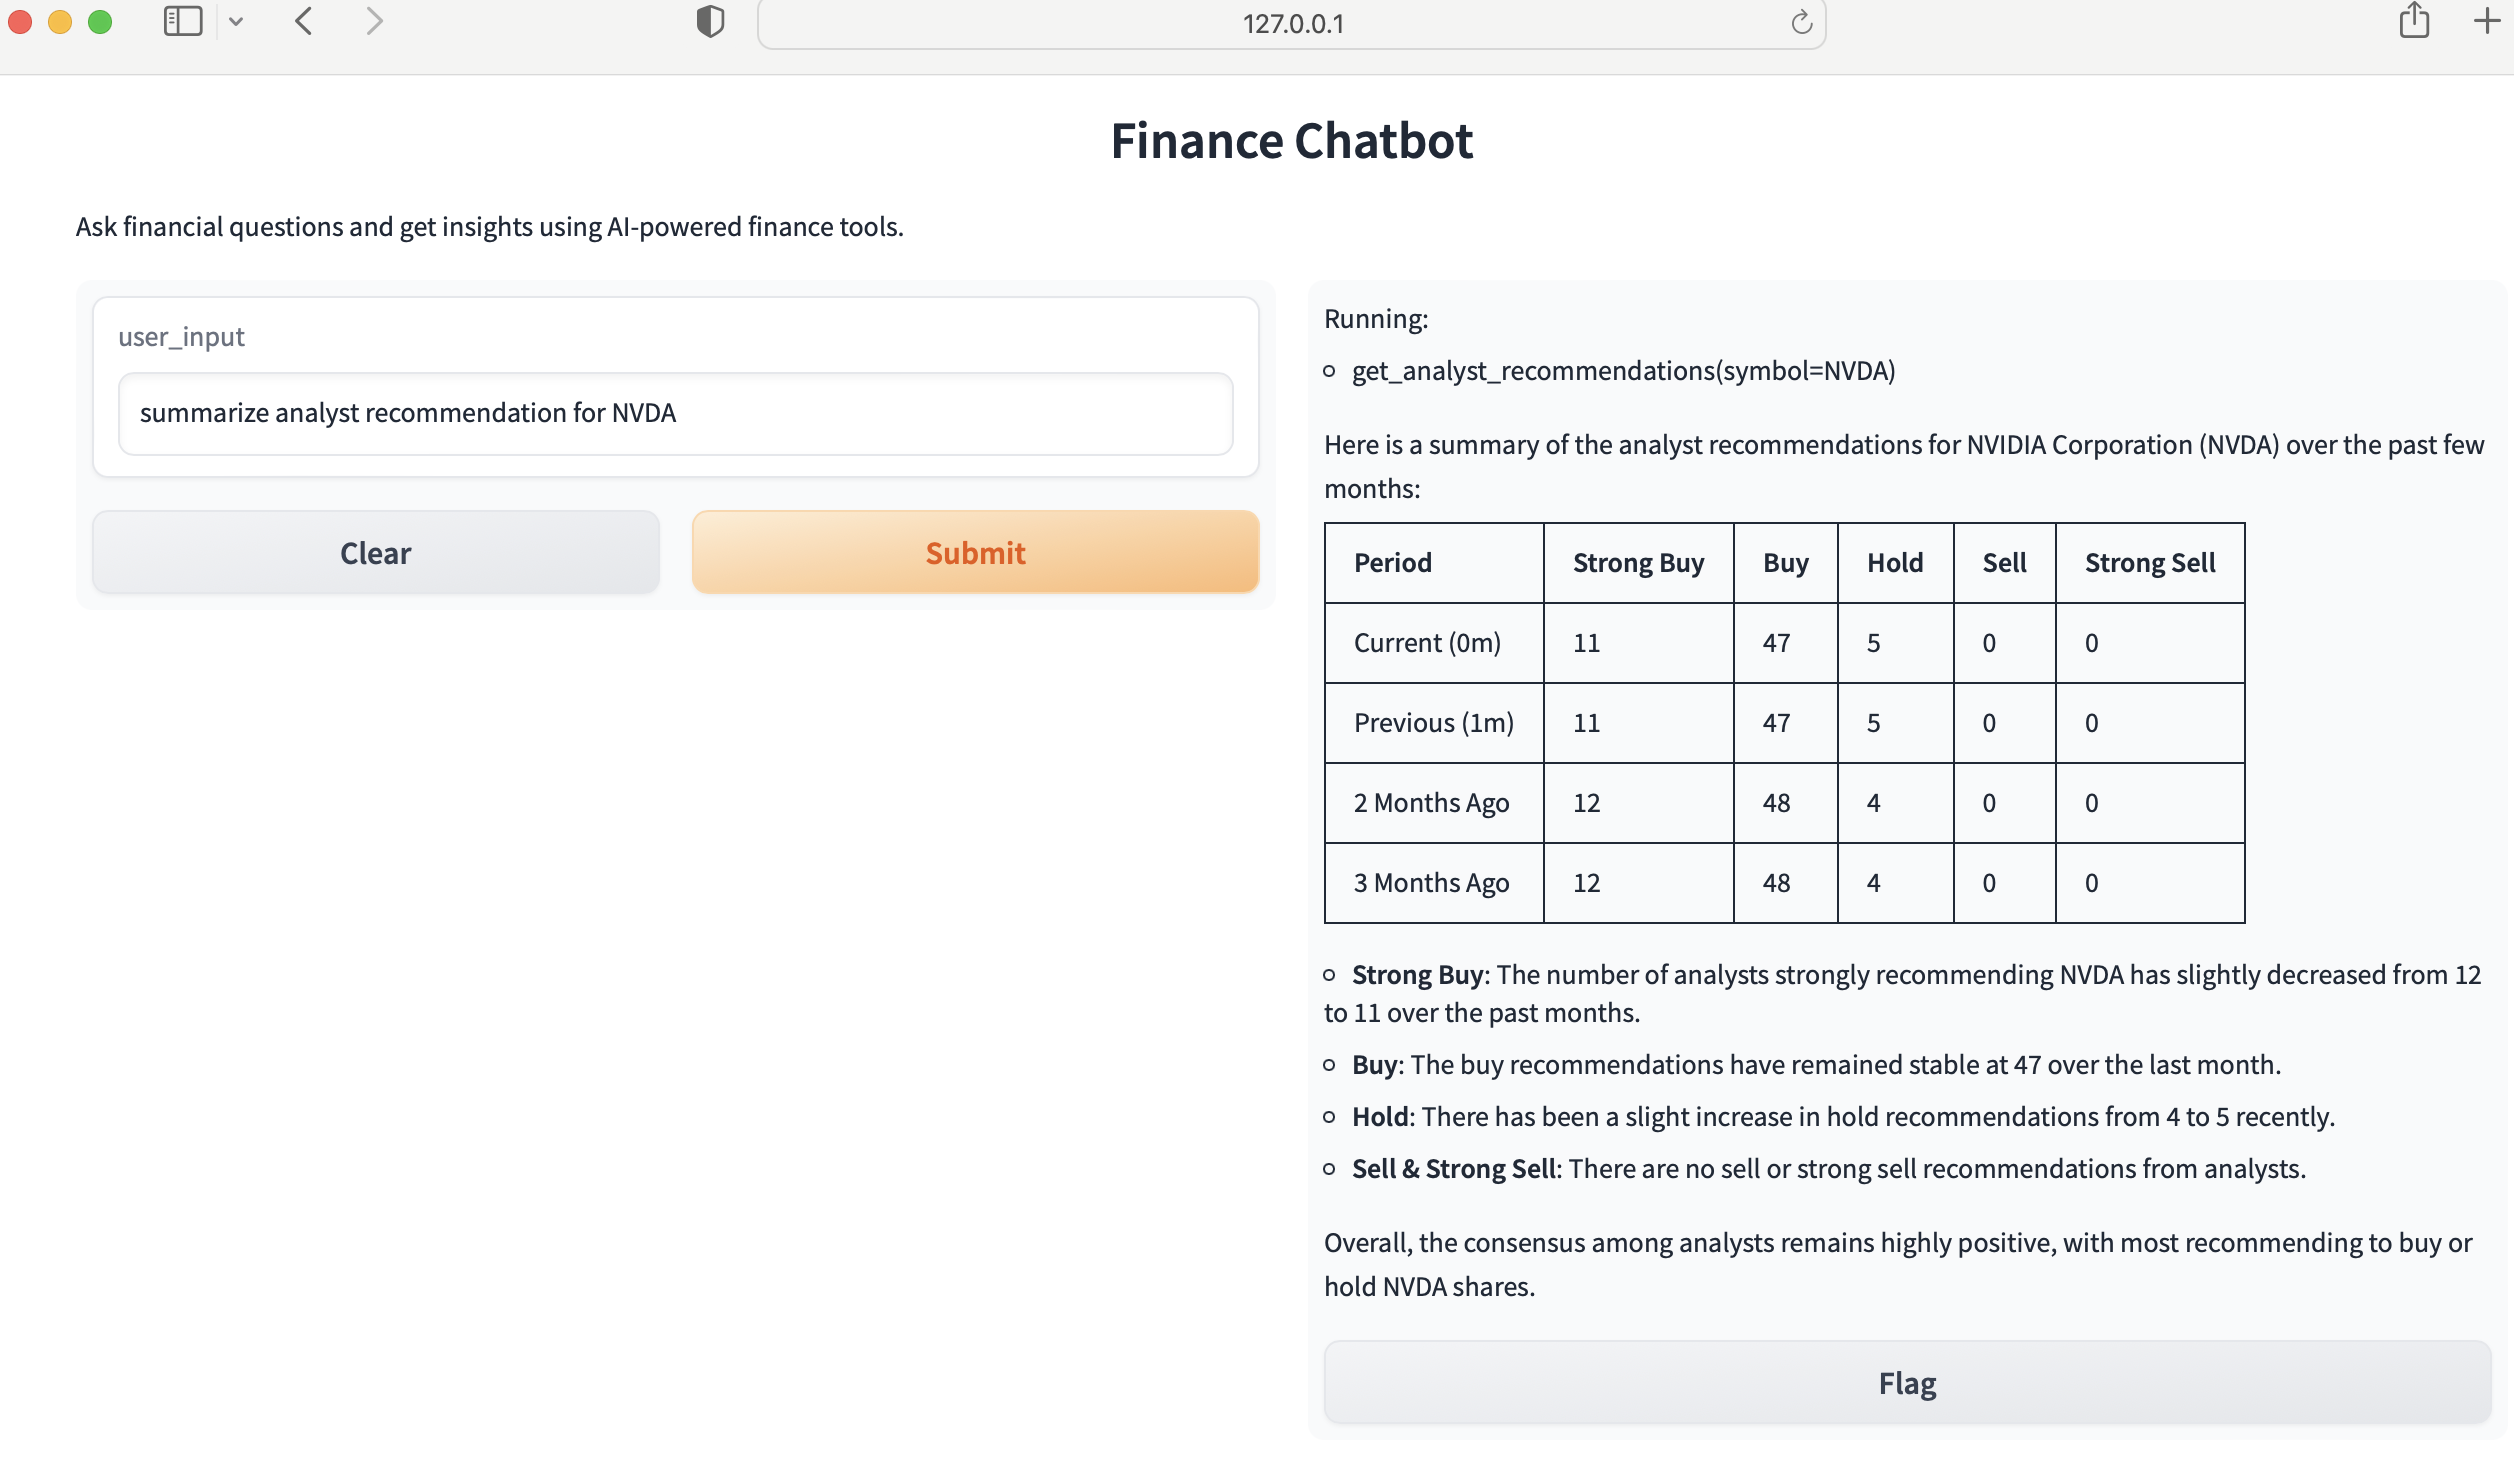 127.0.0.1
Finance Chatbot
Ask financial questions and get insights using AI-powered finance tools.
user_input
summarize analyst recommendation for NVDA
Clear
Submit
Running:
get_analyst_recommendations(symbol=NVDA)
Here is a summary of the analyst recommendations for NVIDIA Corporation (NVDA) over the past few
months:
Period Strong Buy Buy Hold Sell Strong Sell
Current (0m) 11 47 5 0 0
Previous (1m) 11 47 5 0 0
2 Months Ago 12 48 4 0 0
3 Months Ago 12 48 4 0 0
Strong Buy: The number of analysts strongly recommending NVDA has slightly decreased from 12
to 11 over the past months.
Buy: The buy recommendations have remained stable at 47 over the last month.
Hold: There has been a slight increase in hold recommendations from 4 to 5 recently.
Sell & Strong Sell: There are no sell or strong sell recommendations from analysts.
Overall, the consensus among analysts remains highly positive, with most recommending to buy or
hold NVDA shares.
Flag